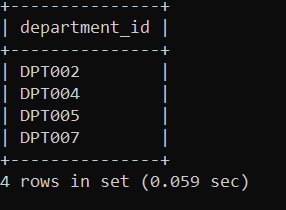 +---------------+
| department_id |
+---------------+
| DPT002        |
| DPT004        |
| DPT005        |
| DPT007        |
+---------------+
4 rows in set (0.059 sec)